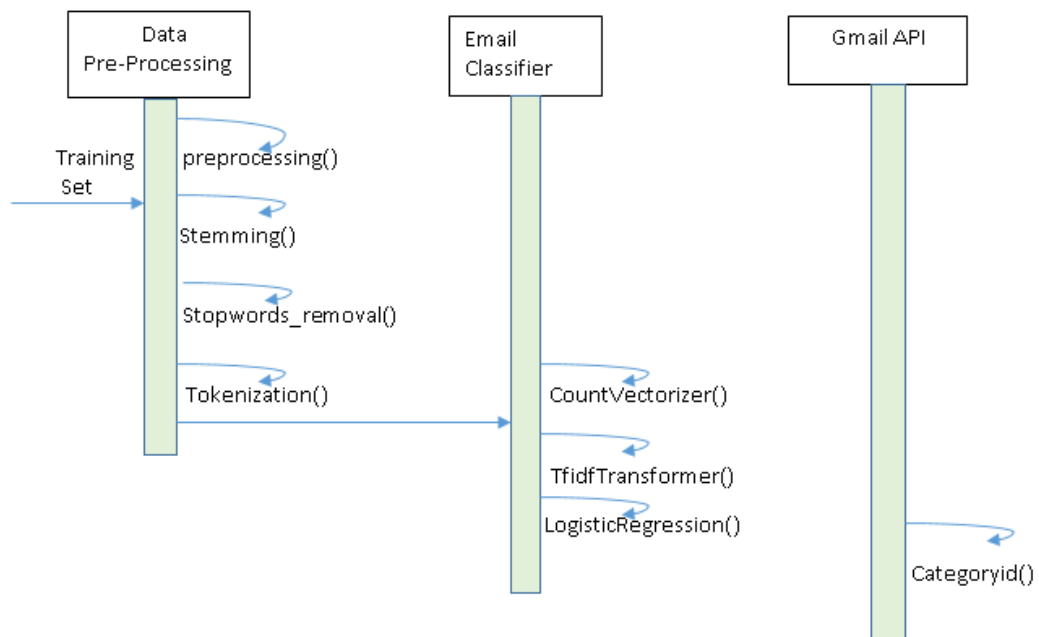 Data
Pre-Processing
Email
Classifier
Gmail API
Training
Set
preprocessing()
Stemming()
Stopwords_removal()
Tokenization()
CountVectorizer()
TfidfTransformer()
LogisticRegression()
Categoryid()